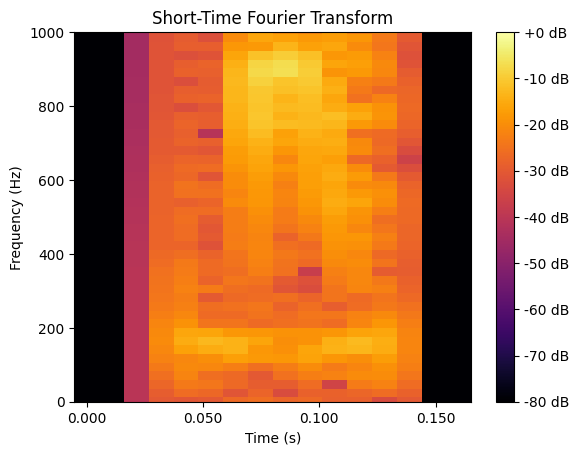 Short-Time Fourier Transform
1000
800
600
400
200
0
Frequency (Hz)
0.000
0.050
0.100
0.150
Time (s)
+0 dB
-10 dB
-20 dB
-30 dB
-40 dB
-50 dB
-60 dB
-70 dB
-80 dB